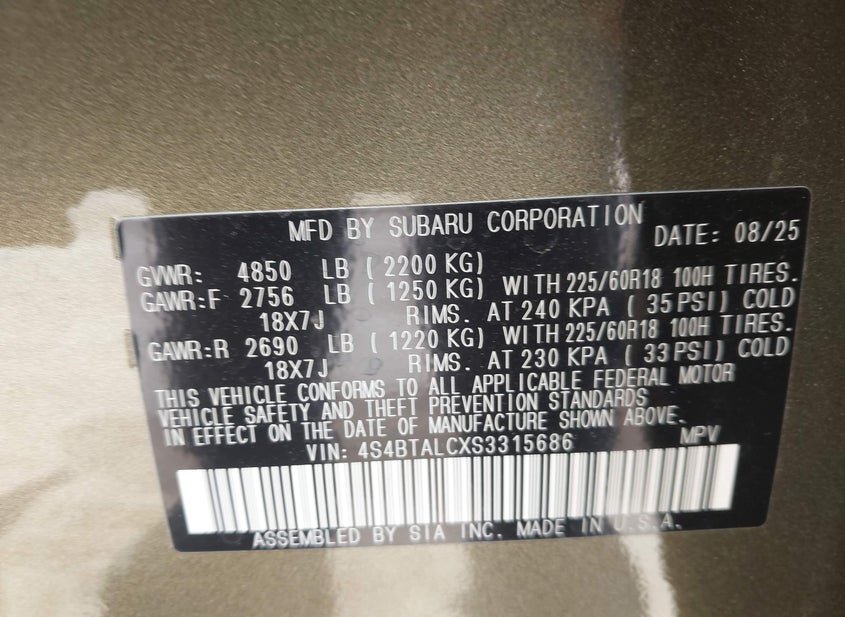 MFD BY SUBARU CORPORATION DATE: 08/25
GVWR: 4850 LB ( 2200 KG)
GAWR:F 2756 LB ( 1250 KG) WITH 225/60R18 100H TIRES.
18X7J RIMS. AT 240 KPA ( 35 PSI) COLD
GAWR:R 2690 LB ( 1220 KG) WITH 225/60R18 100H TIRES.
18X7J RIMS. AT 230 KPA ( 33 PSI) COLD
THIS VEHICLE CONFORMS TO ALL APPLICABLE FEDERAL MOTOR
VEHICLE SAFETY AND THEFT PREVENTION STANDARDS
IN EFFECT ON THE DATE OF MANUFACTURE SHOWN ABOVE.
VIN: 4S4BTALCXS3315686 MPV
ASSEMBLED BY SIA INC. MADE IN U.S.A.